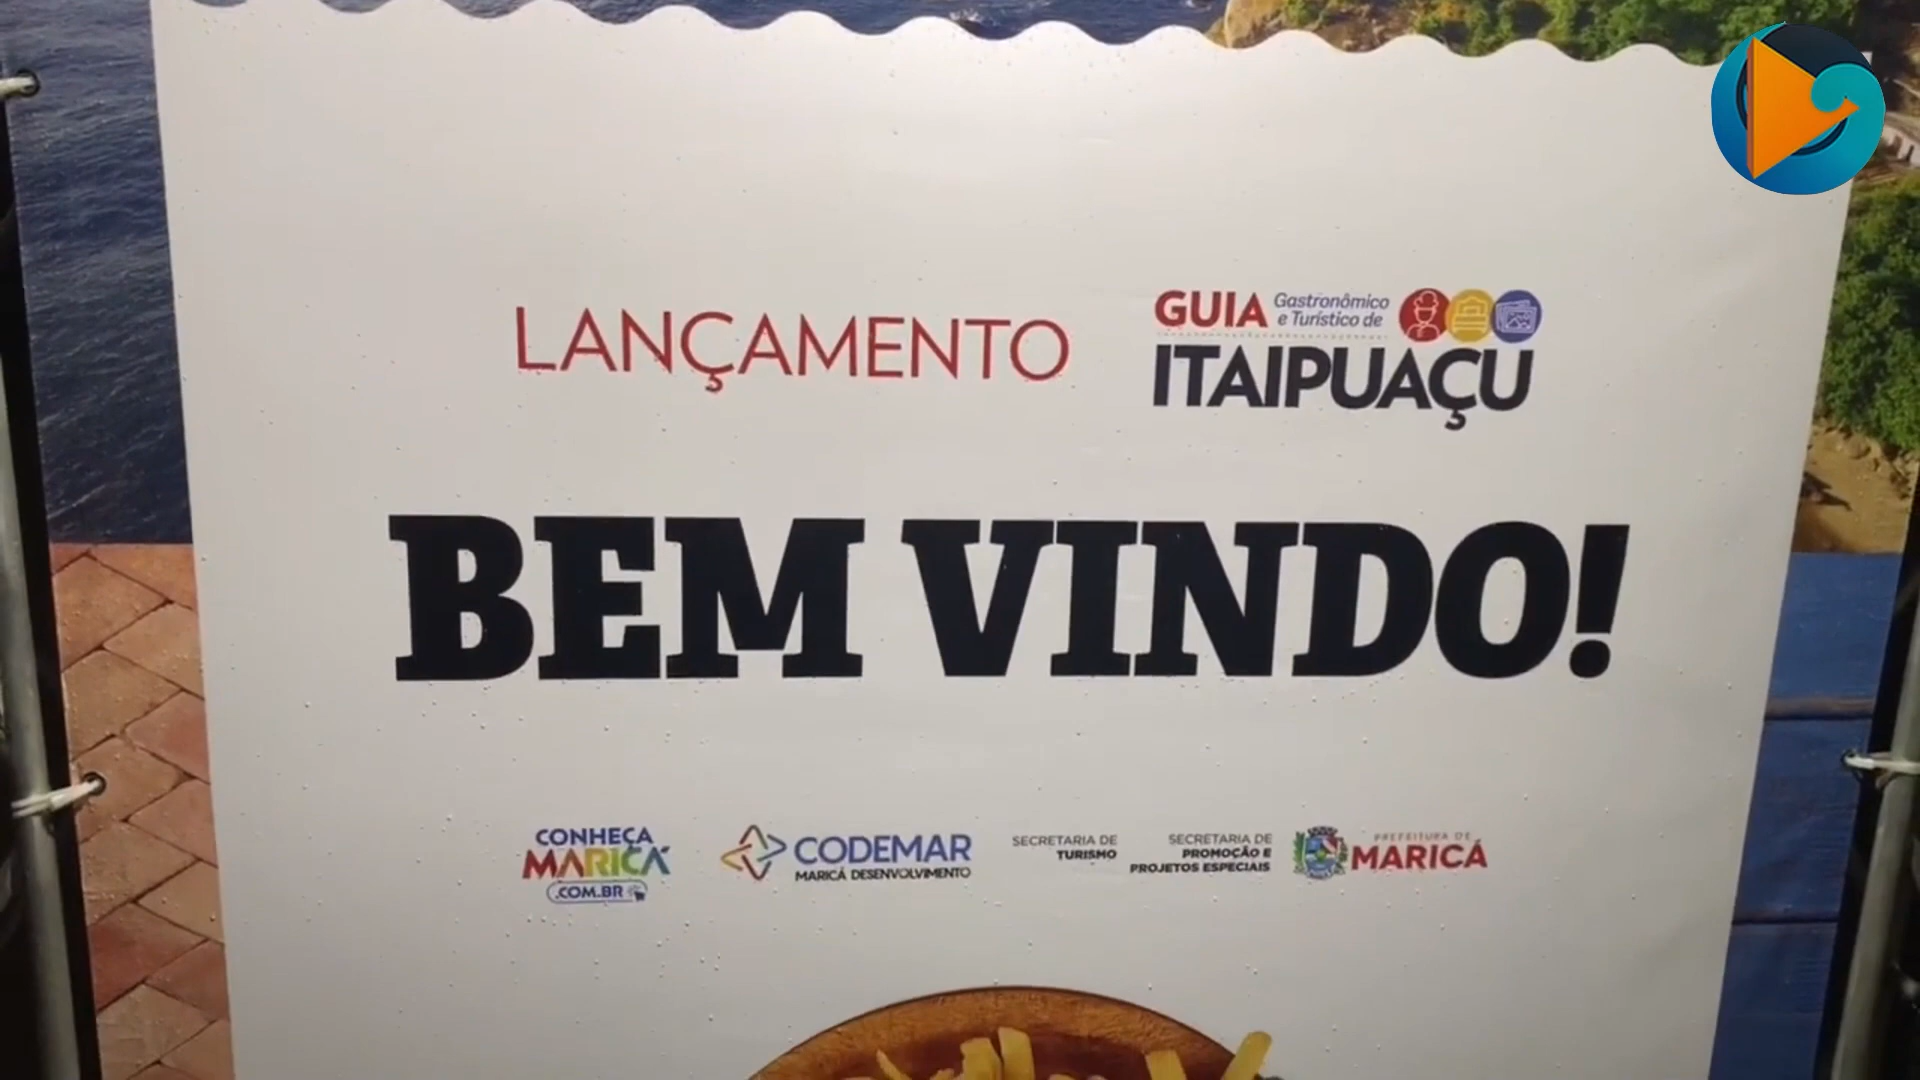 LANÇAMENTO
GUIA Gastronômico
e Turístico de
ITAIPUAÇU
BEM VINDO!
CONHEÇA
MARICÁ
.COM.BR
CODEMAR
MARICÁ DESENVOLVIMENTO
SECRETARIA DE
TURISMO
SECRETARIA DE
PROMOÇÃO E
PROJETOS ESPECIAIS
PREFEITURA DE
MARICÁ